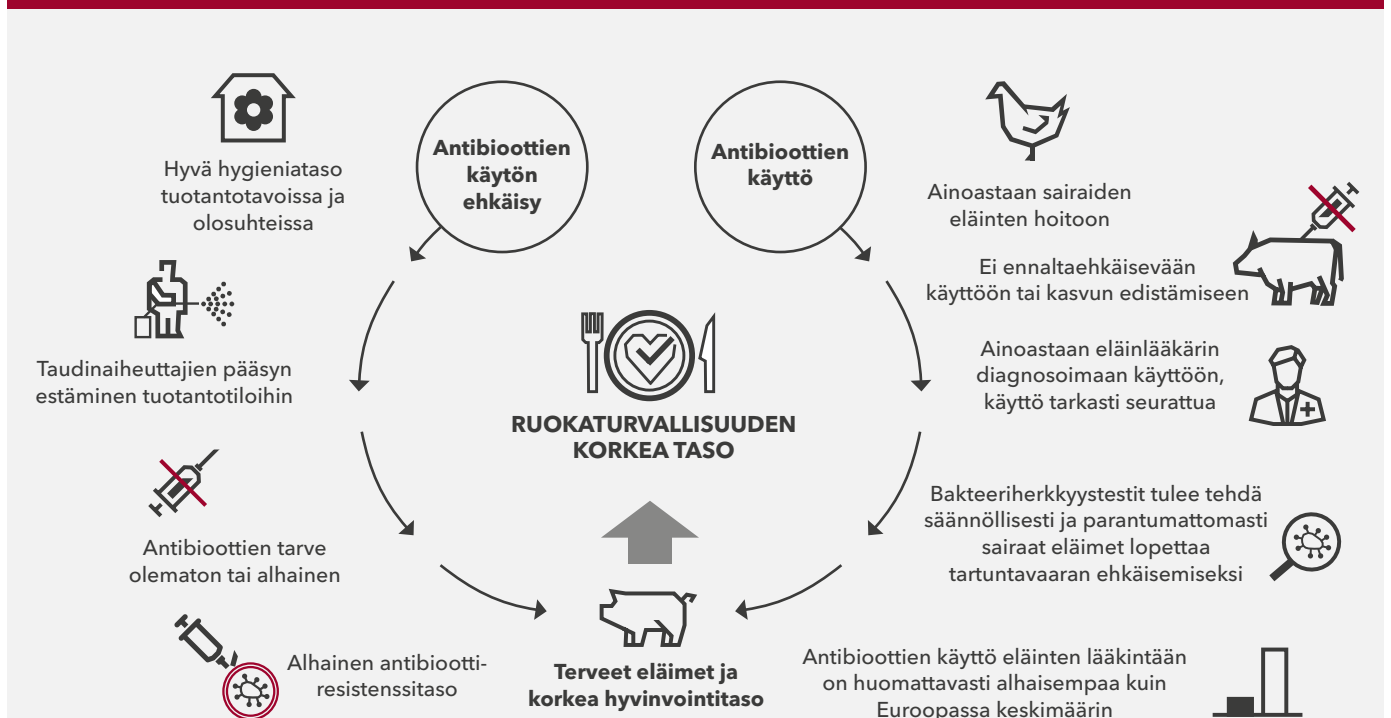 Antibioottien
käytön
ehkäisy
Hyvä hygieniataso
tuotantotavoissa ja
olosuhteissa
Taudinaiheuttajien pääsyn
estäminen tuotantotiloihin
Antibioottien tarve
olematon tai alhainen
Alhainen antibiootti-
resistenssitaso
Antibioottien
käyttö
Ainoastaan sairaiden
eläinten hoitoon
Ei ennaltaehkäisevään
käyttöön tai kasvun edistämiseen
Ainoastaan eläinlääkärin
diagnosoimaan käyttöön,
käyttö tarkasti seurattua
Bakteeriherkkyystestit tulee tehdä
säännöllisesti ja parantumattomasti
sairaat eläimet lopettaa
tartuntavaaran ehkäisemiseksi
Antibioottien käyttö eläinten lääkintään
on huomattavasti alhaisempaa kuin
Euroopassa keskimäärin
RUOKATURVALLISUUDEN
KORKEA TASO
Terveet eläimet ja
korkea hyvinvointitaso